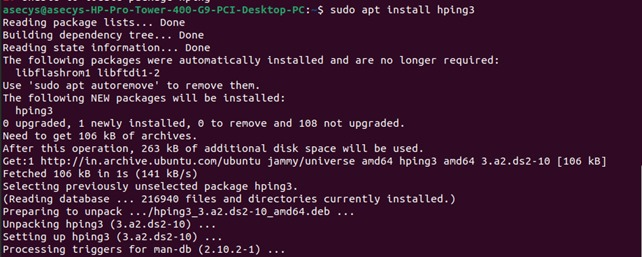 asecys@asecys-HP-Pro-Tower-400-G9-PCI-Desktop-PC:~$ sudo apt install hping3
Reading package lists... Done
Building dependency tree... Done
Reading state information... Done
The following packages were automatically installed and are no longer required:
  libflashrom1 libftdi1-2
Use 'sudo apt autoremove' to remove them.
The following NEW packages will be installed:
  hping3
0 upgraded, 1 newly installed, 0 to remove and 108 not upgraded.
Need to get 106 kB of archives.
After this operation, 263 kB of additional disk space will be used.
Get:1 http://in.archive.ubuntu.com/ubuntu jammy/universe amd64 hping3 amd64 3.a2.ds2-10 [106 kB]
Fetched 106 kB in 1s (141 kB/s)
Selecting previously unselected package hping3.
(Reading database ... 216940 files and directories currently installed.)
Preparing to unpack .../hping3_3.a2.ds2-10_amd64.deb ...
Unpacking hping3 (3.a2.ds2-10) ...
Setting up hping3 (3.a2.ds2-10) ...
Processing triggers for man-db (2.10.2-1) ...